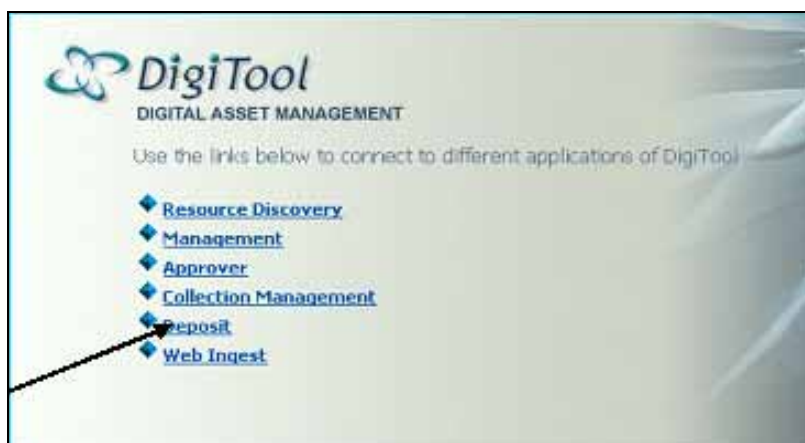 DigiTool
DIGITAL ASSET MANAGEMENT
Use the links below to connect to different applications of DigiTool
Resource Discovery
Management
Approver
Collection Management
Deposit
Web Ingest